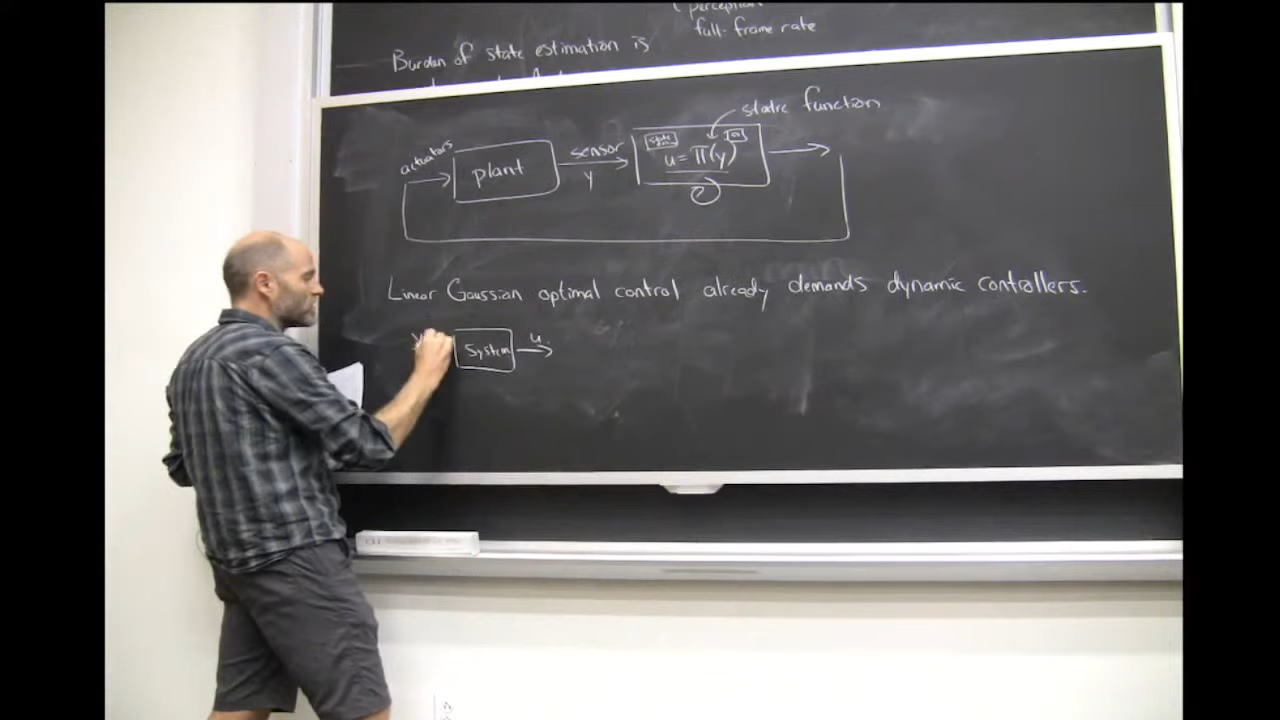 (perception
full-frame rate
Burden of state estimation is
static function
actuators
plant
sensor
y
state
u = π(y)
Linear Gaussian optimal control already demands dynamic controllers.
y
System
u